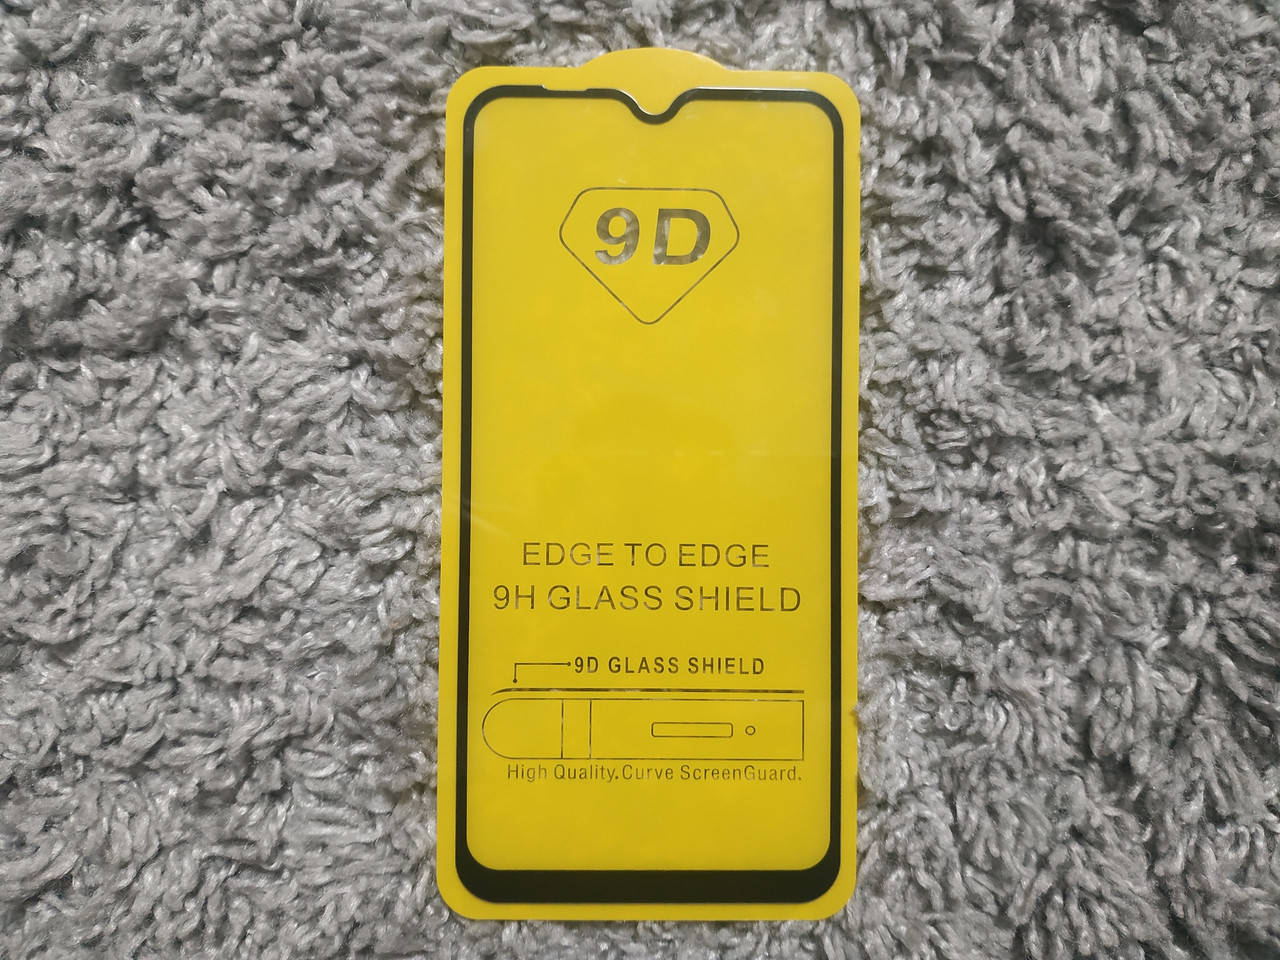 9D
EDGE TO EDGE
9H GLASS SHIELD
9D GLASS SHIELD
High Quality.Curve ScreenGuard.